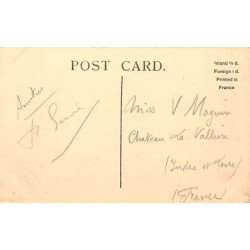 POST CARD.
Inland ½ d.
Foreign 1 d.
Printed in
France
Amitiés
Miss V Maguin
Chateau La Vallière
(Indre et Loire)
(France)